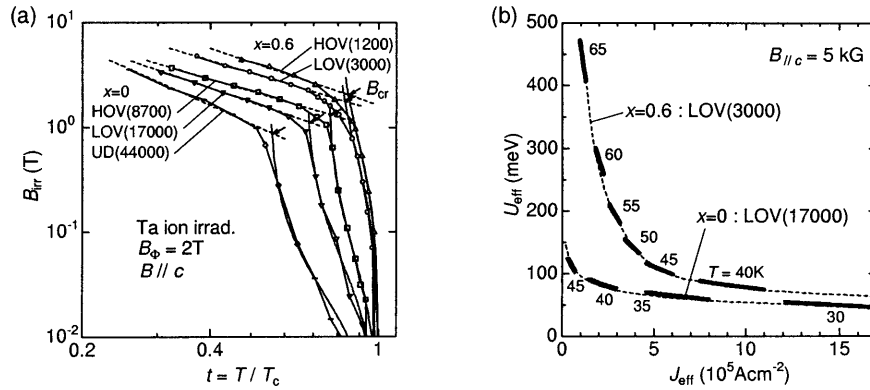 (a)
10¹
10⁰
10⁻¹
10⁻²
B_irr (T)
x=0.6
HOV(1200)
LOV(3000)
B_cr
x=0
HOV(8700)
LOV(17000)
UD(44000)
Ta ion irrad.
B_Φ = 2T
B // c
0.2
0.4
1
t = T / T_c
(b)
500
400
300
200
100
0
U_eff (meV)
B_//c = 5 kG
65
x=0.6 : LOV(3000)
60
55
50
x=0 : LOV(17000)
45
T = 40K
45
40
35
30
0
5
10
15
J_eff (10⁵Acm⁻²)